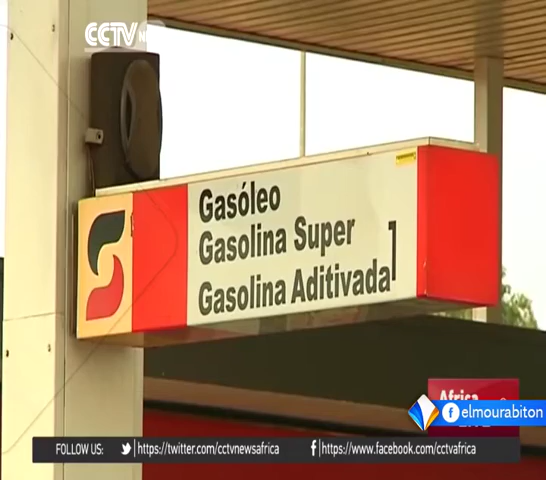 CCTV
Gasóleo
Gasolina Super
Gasolina Aditivada
1
Africa
elmourabiton
FOLLOW US: https://twitter.com/cctvnewsafrica https://www.facebook.com/cctvafrica